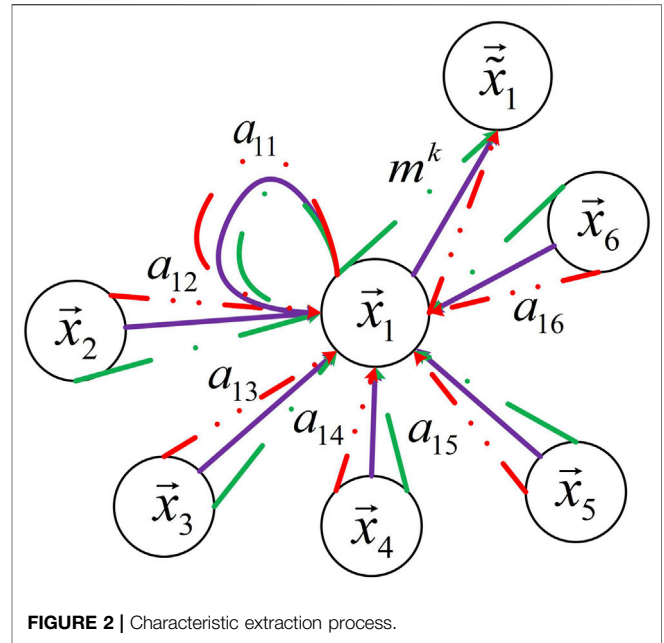 x̃⃗₁
a₁₁
mᵏ
x⃗₆
a₁₂
x⃗₁
a₁₆
x⃗₂
a₁₃
a₁₄
a₁₅
x⃗₃
x⃗₄
x⃗₅
FIGURE 2 | Characteristic extraction process.